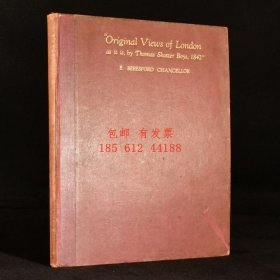 "Original Views of London
as it is, by Thomas Shotter Boys, 1842"
E. BERESFORD CHANCELLOR
包邮 有发票
185 612 44188